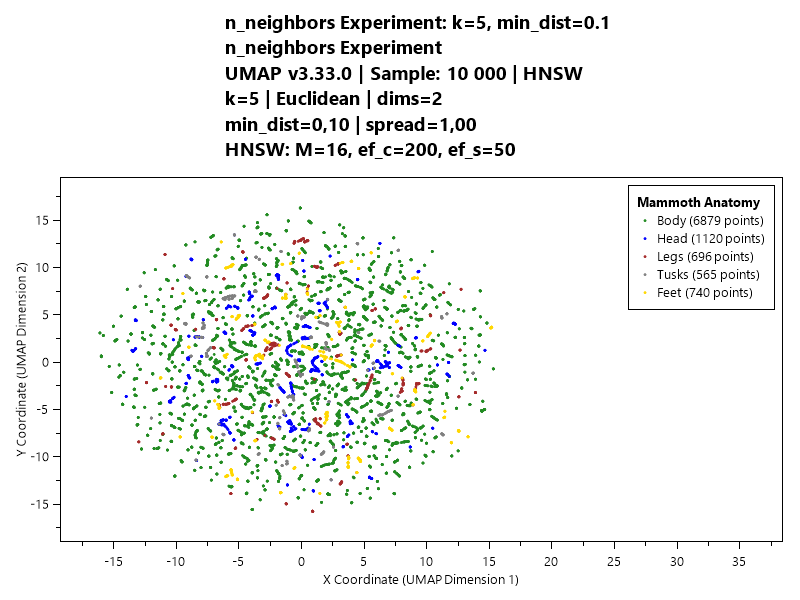 n_neighbors Experiment: k=5, min_dist=0.1
n_neighbors Experiment
UMAP v3.33.0 | Sample: 10 000 | HNSW
k=5 | Euclidean | dims=2
min_dist=0,10 | spread=1,00
HNSW: M=16, ef_c=200, ef_s=50
Mammoth Anatomy
Body (6879 points)
Head (1120 points)
Legs (696 points)
Tusks (565 points)
Feet (740 points)
Y Coordinate (UMAP Dimension 2)
15
10
5
0
-5
-10
-15
-15 -10 -5 0 5 10 15 20 25 30 35
X Coordinate (UMAP Dimension 1)